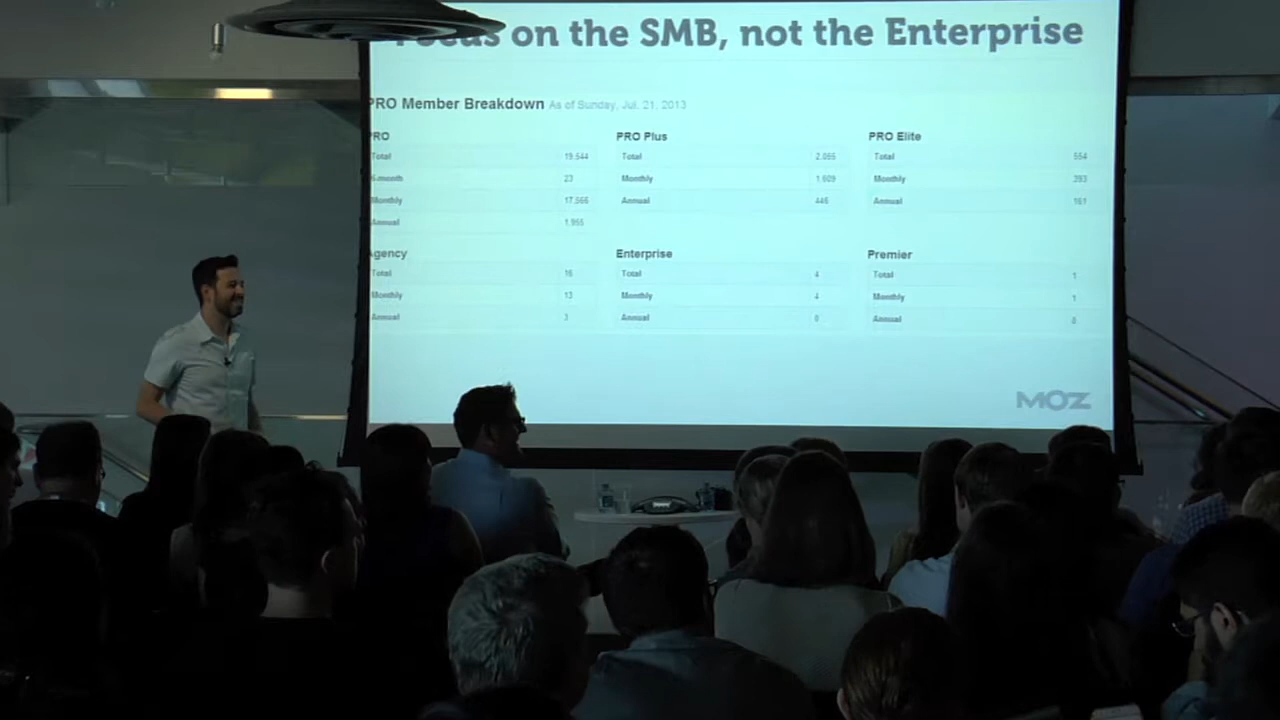 Focus on the SMB, not the Enterprise
PRO Member Breakdown As of Sunday, Jul. 21, 2013
PRO
Total 19,544
6-month 23
Monthly 17,566
Annual 1,955
PRO Plus
Total 2,055
Monthly 1,609
Annual 446
PRO Elite
Total 554
Monthly 393
Annual 161
Agency
Total 16
Monthly 13
Annual 3
Enterprise
Total 4
Monthly 4
Annual 0
Premier
Total 1
Monthly 1
Annual 0
MOZ